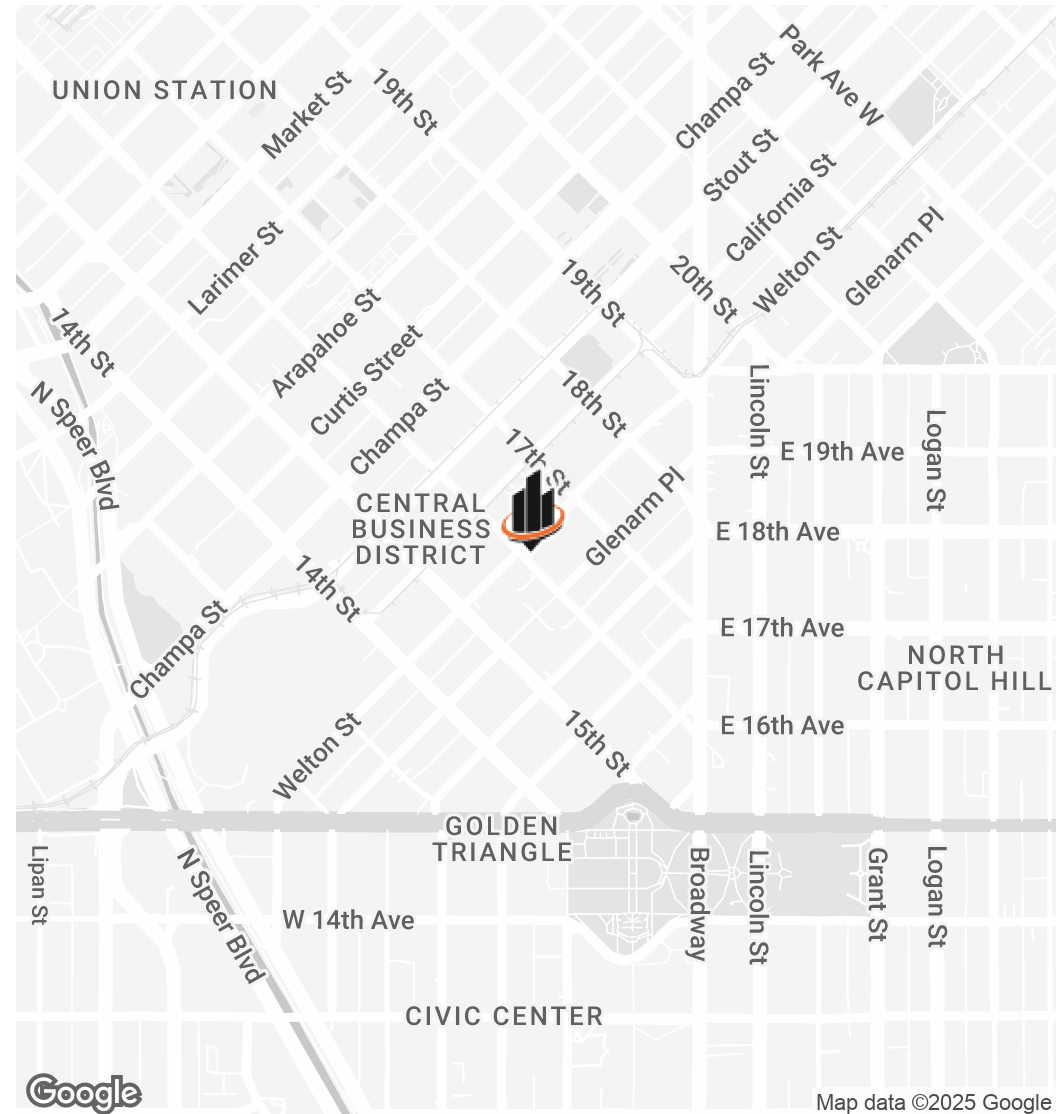 Park Ave W
UNION STATION
Market St
19th St
Champa St
Stout St
California St
Larimer St
Welton St
Glenarm Pl
20th St
19th St
Arapahoe St
14th St
Curtis Street
Champa St
N Speer Blvd
18th St
Lincoln St
Logan St
E 19th Ave
17th St
CENTRAL
BUSINESS
DISTRICT
Glenarm Pl
E 18th Ave
14th St
Champa St
E 17th Ave
NORTH
CAPITOL HILL
Welton St
15th St
E 16th Ave
GOLDEN
TRIANGLE
Lipan St
N Speer Blvd
Broadway
Lincoln St
Grant St
Logan St
W 14th Ave
CIVIC CENTER
Google
Map data ©2025 Google